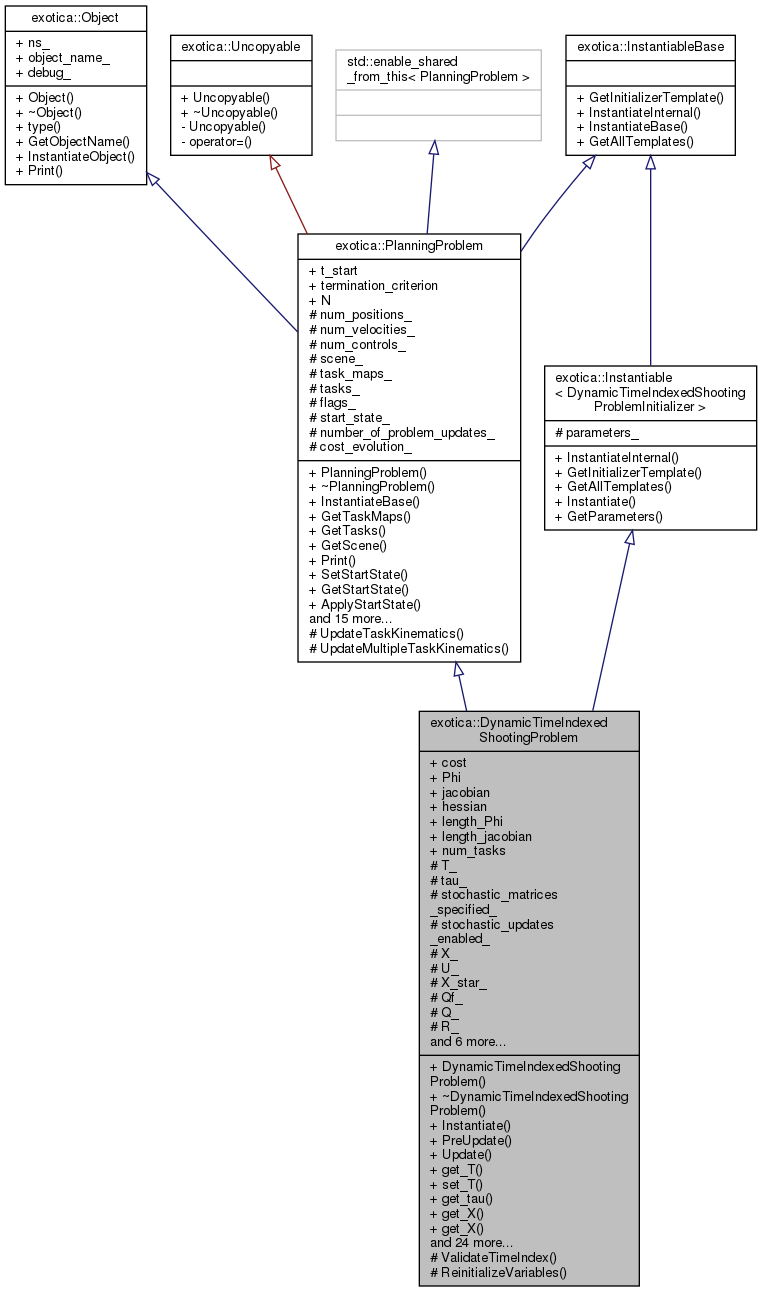 exotica::Object
+ ns_
+ object_name_
+ debug_
+ Object()
+ ~Object()
+ type()
+ GetObjectName()
+ InstantiateObject()
+ Print()
exotica::Uncopyable
+ Uncopyable()
+ ~Uncopyable()
- Uncopyable()
- operator=()
std::enable_shared
_from_this< PlanningProblem >
exotica::InstantiableBase
+ GetInitializerTemplate()
+ InstantiateInternal()
+ InstantiateBase()
+ GetAllTemplates()
exotica::PlanningProblem
+ t_start
+ termination_criterion
+ N
# num_positions_
# num_velocities_
# num_controls_
# scene_
# task_maps_
# tasks_
# flags_
# start_state_
# number_of_problem_updates_
# cost_evolution_
+ PlanningProblem()
+ ~PlanningProblem()
+ InstantiateBase()
+ GetTaskMaps()
+ GetTasks()
+ GetScene()
+ Print()
+ SetStartState()
+ GetStartState()
+ ApplyStartState()
and 15 more...
# UpdateTaskKinematics()
# UpdateMultipleTaskKinematics()
exotica::Instantiable
< DynamicTimeIndexedShooting
ProblemInitializer >
# parameters_
+ InstantiateInternal()
+ GetInitializerTemplate()
+ GetAllTemplates()
+ Instantiate()
+ GetParameters()
exotica::DynamicTimeIndexed
ShootingProblem
+ cost
+ Phi
+ jacobian
+ hessian
+ length_Phi
+ length_jacobian
+ num_tasks
# T_
# tau_
# stochastic_matrices
_specified_
# stochastic_updates
_enabled_
# X_
# U_
# X_star_
# Qf_
# Q_
# R_
and 6 more...
+ DynamicTimeIndexedShooting
Problem()
+ ~DynamicTimeIndexedShooting
Problem()
+ Instantiate()
+ PreUpdate()
+ Update()
+ get_T()
+ set_T()
+ get_tau()
+ get_X()
+ get_X()
and 24 more...
# ValidateTimeIndex()
# ReinitializeVariables()